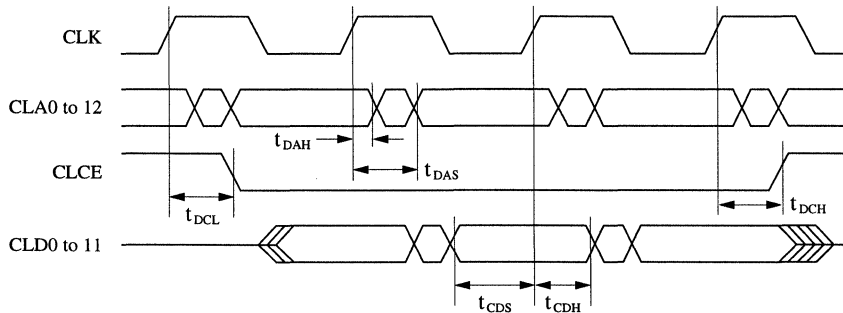 CLK
CLA0 to 12
tDAH
tDAS
CLCE
tDCL
tDCH
CLD0 to 11
tCDS
tCDH